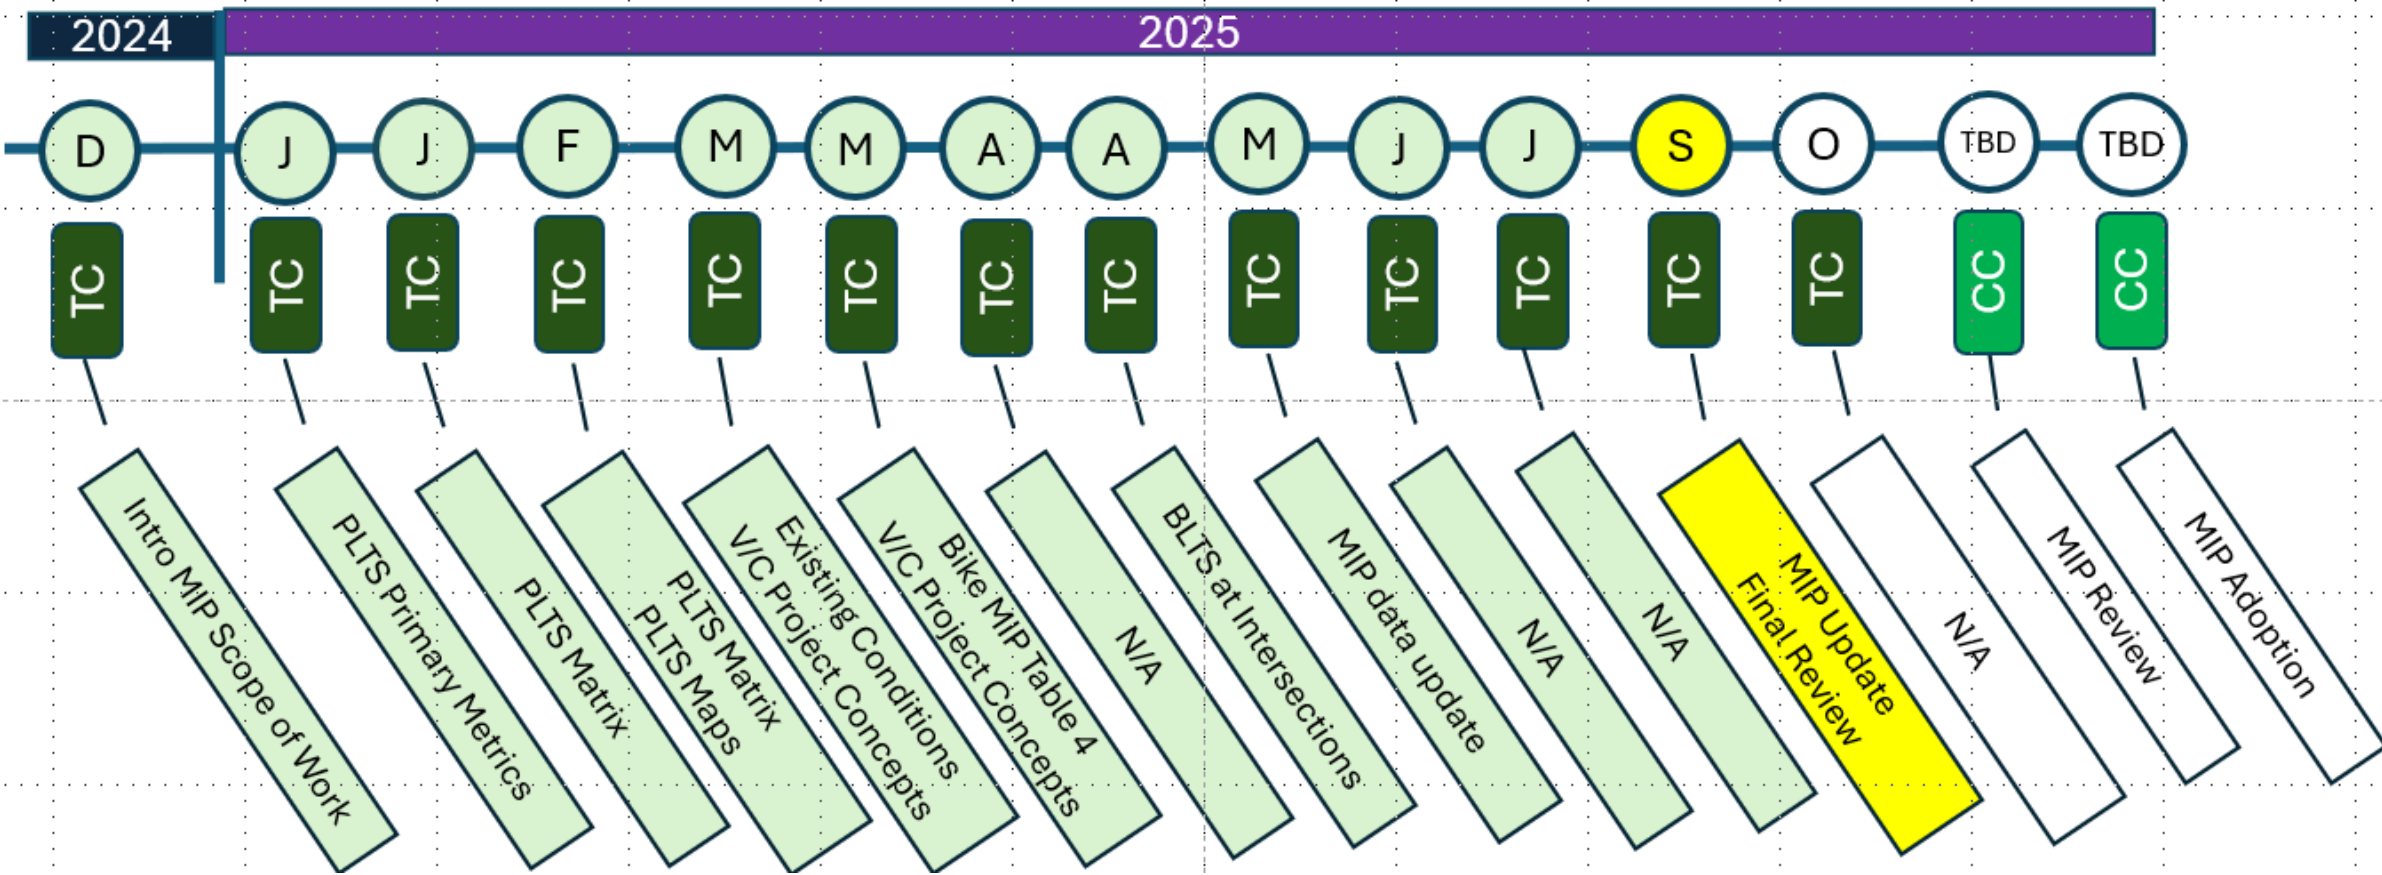 2024
2025
D
J
J
F
M
M
A
A
M
J
J
S
O
TBD
TBD
TC
TC
TC
TC
TC
TC
TC
TC
TC
TC
TC
TC
TC
CC
CC
Intro MIP Scope of Work
PLTS Primary Metrics
PLTS Matrix
PLTS Matrix
PLTS Maps
Existing Conditions
V/C Project Concepts
Bike MIP Table 4
V/C Project Concepts
N/A
BLTS at Intersections
MIP data update
N/A
N/A
MIP Update
Final Review
N/A
MIP Review
MIP Adoption